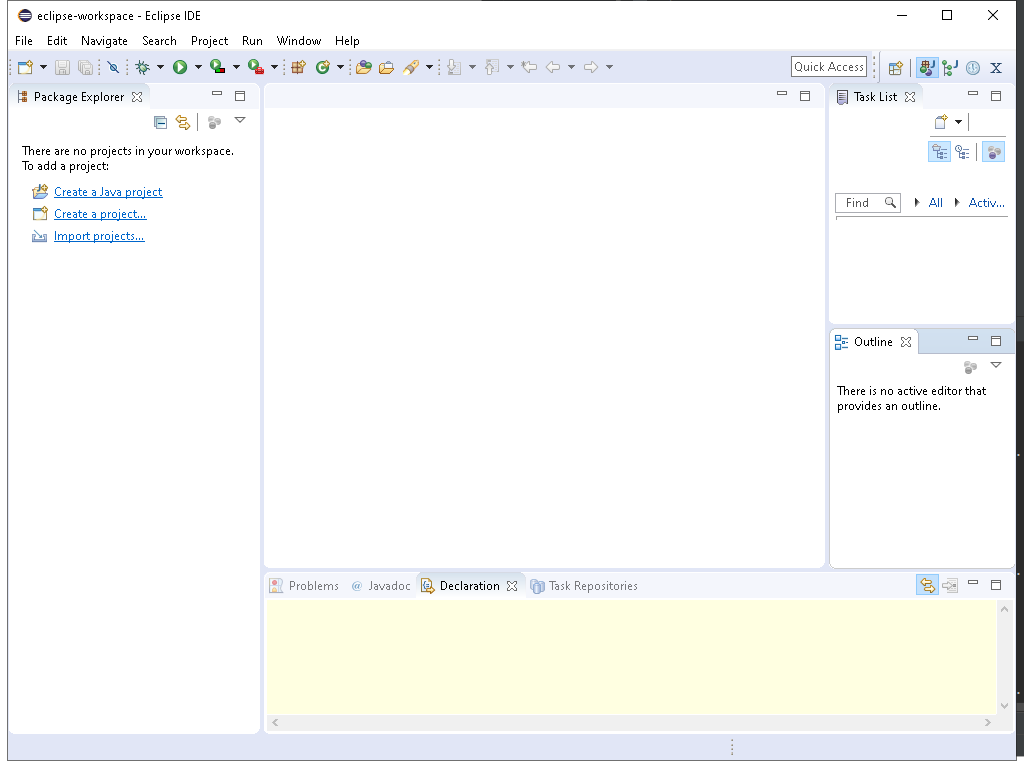 eclipse-workspace - Eclipse IDE
File Edit Navigate Search Project Run Window Help
Quick Access
Package Explorer
There are no projects in your workspace.
To add a project:
Create a Java project
Create a project...
Import projects...
Task List
Find All Activ...
Outline
There is no active editor that
provides an outline.
Problems @ Javadoc Declaration Task Repositories